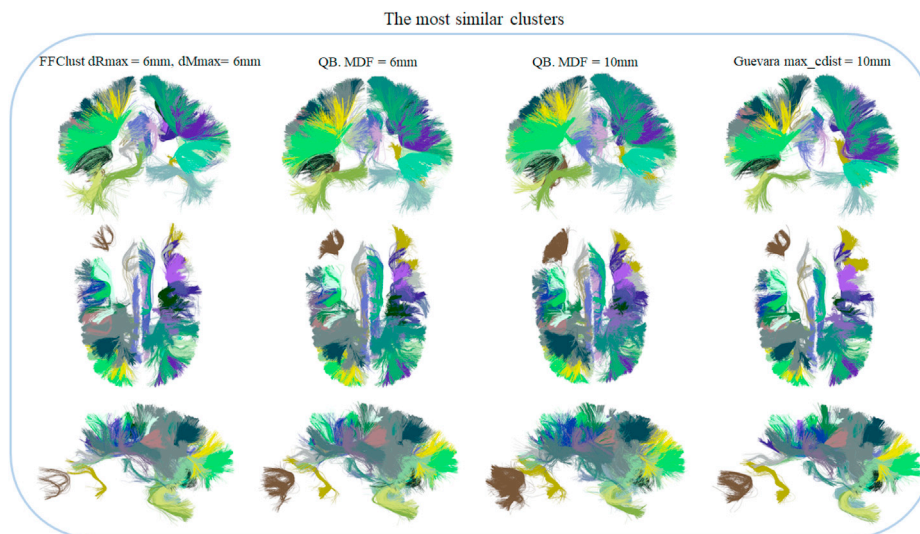 The most similar clusters
FFClust dRmax = 6mm, dMmax= 6mm
QB. MDF = 6mm
QB. MDF = 10mm
Guevara max_cdist = 10mm